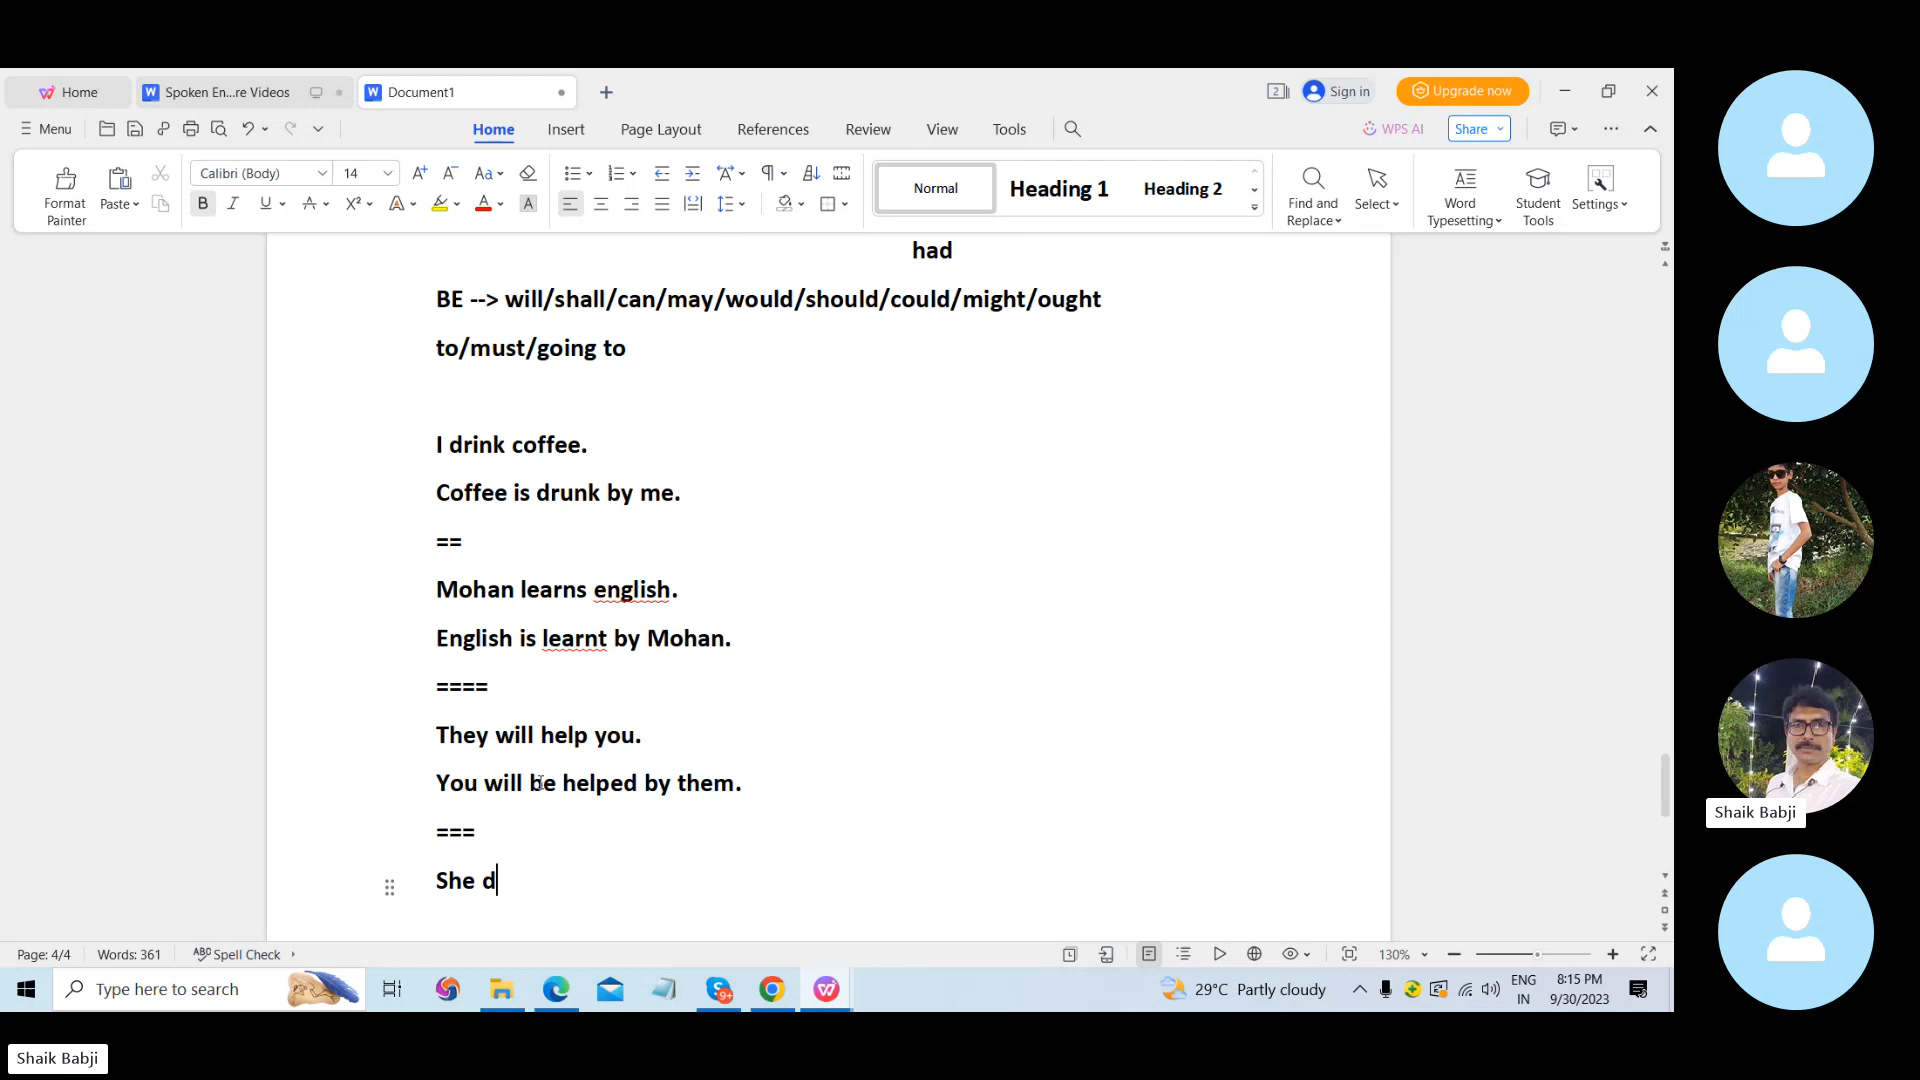 Home
Spoken En...re Videos
Document1
2
Sign in
Upgrade now
Menu
Home
Insert
Page Layout
References
Review
View
Tools
WPS AI
Share
Calibri (Body)
14
Format
Painter
Paste
Normal
Heading 1
Heading 2
Find and
Replace
Select
Word
Typesetting
Student
Tools
Settings
had
BE --> will/shall/can/may/would/should/could/might/ought
to/must/going to
I drink coffee.
Coffee is drunk by me.
==
Mohan learns english.
English is learnt by Mohan.
====
They will help you.
You will be helped by them.
===
She d
Page: 4/4
Words: 361
Spell Check
130%
Type here to search
9+
29°C Partly cloudy
ENG
IN
8:15 PM
9/30/2023
Shaik Babji
Shaik Babji